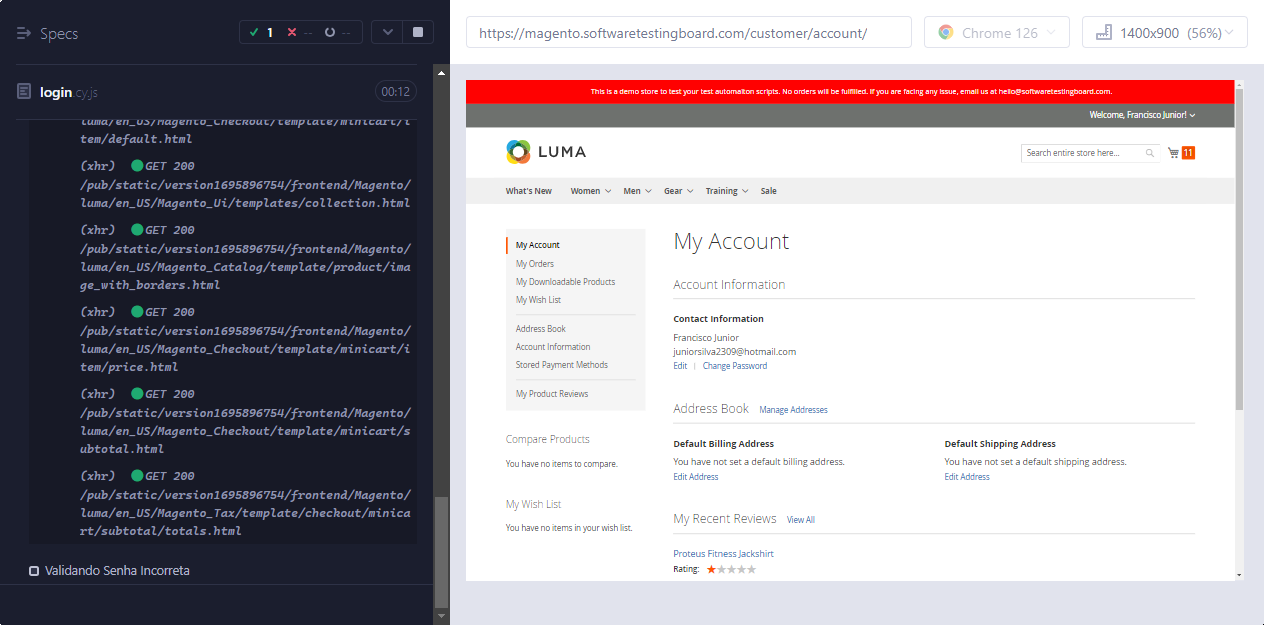 Specs
1
--
--
https://magento.softwaretestingboard.com/customer/account/
Chrome 126
1400x900 (56%)
login.cy.js
00:12
luma/en_US/Magento_Checkout/template/minicart/i
tem/default.html
(xhr) GET 200
/pub/static/version1695896754/frontend/Magento/
luma/en_US/Magento_Ui/templates/collection.html
(xhr) GET 200
/pub/static/version1695896754/frontend/Magento/
luma/en_US/Magento_Catalog/template/product/ima
ge_with_borders.html
(xhr) GET 200
/pub/static/version1695896754/frontend/Magento/
luma/en_US/Magento_Checkout/template/minicart/i
tem/price.html
(xhr) GET 200
/pub/static/version1695896754/frontend/Magento/
luma/en_US/Magento_Checkout/template/minicart/s
ubtotal.html
(xhr) GET 200
/pub/static/version1695896754/frontend/Magento/
luma/en_US/Magento_Tax/template/checkout/minica
rt/subtotal/totals.html
Validando Senha Incorreta
This is a demo store to test your test automaiton scripts. No orders will be fulfilled. If you are facing any issue, email us at hello@softwaretestingboard.com.
Welcome, Francisco Junior!
LUMA
Search entire store here...
11
What's New Women Men Gear Training Sale
My Account
My Orders
My Downloadable Products
My Wish List
Address Book
Account Information
Stored Payment Methods
My Product Reviews
Compare Products
You have no items to compare.
My Wish List
You have no items in your wish list.
My Account
Account Information
Contact Information
Francisco Junior
juniorsilva2309@hotmail.com
Edit | Change Password
Address Book Manage Addresses
Default Billing Address
You have not set a default billing address.
Edit Address
Default Shipping Address
You have not set a default shipping address.
Edit Address
My Recent Reviews View All
Proteus Fitness Jackshirt
Rating: